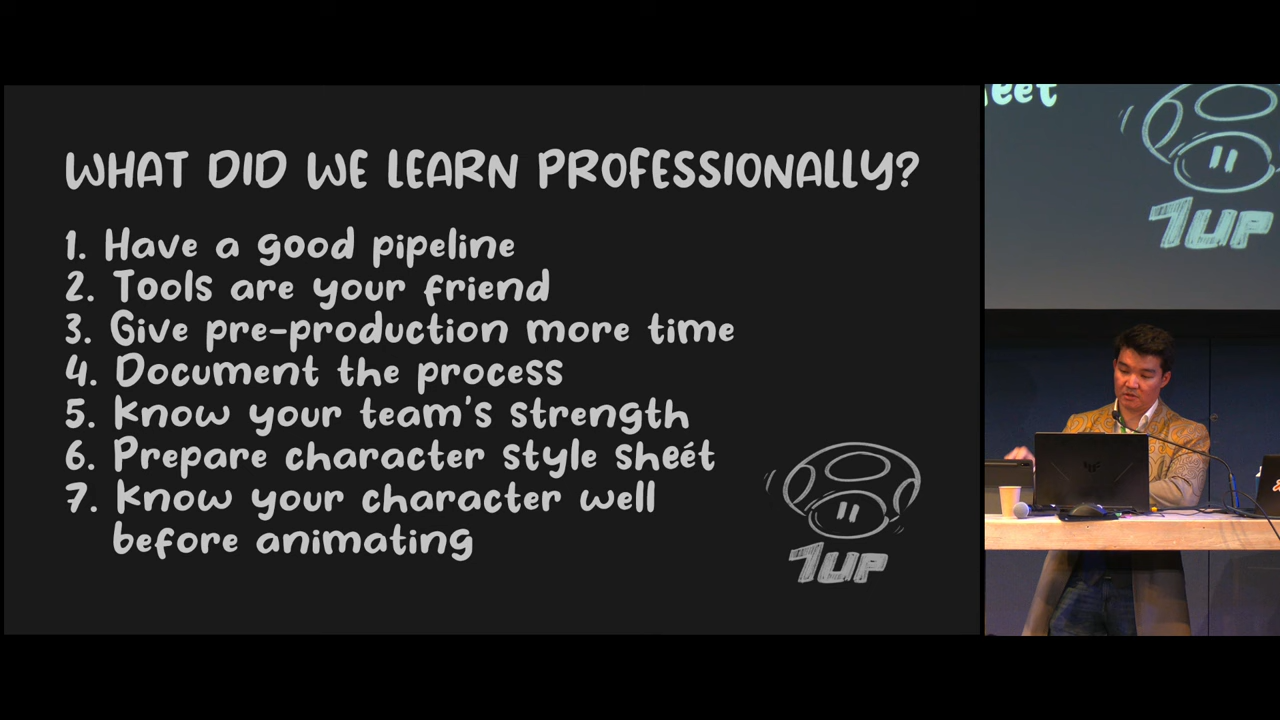 WHAT DID WE LEARN PROFESSIONALLY?
1. Have a good pipeline
2. Tools are your friend
3. Give pre-production more time
4. Document the process
5. Know your team's strength
6. Prepare character style sheét
7. Know your character well
before animating
1UP
eet
1UP